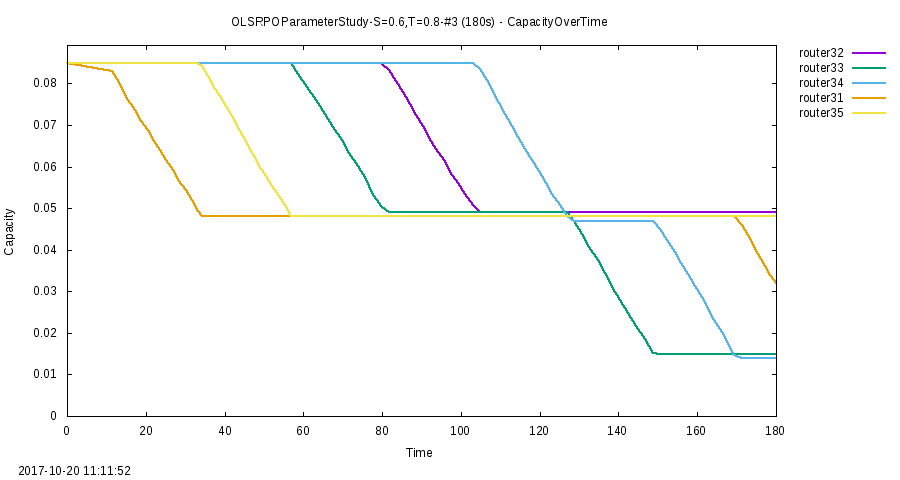 OLSRPOParameterStudy-S=0.6,T=0.8-#3 (180s) - CapacityOverTime
router32
router33
router34
router31
router35
0.08
0.07
0.06
0.05
0.04
0.03
0.02
0.01
0
Capacity
0 20 40 60 80 100 120 140 160 180
Time
2017-10-20 11:11:52